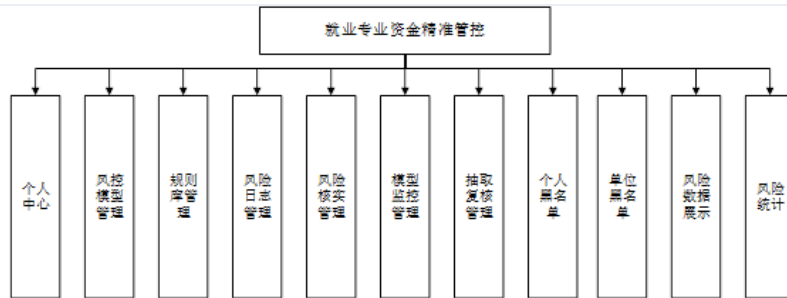 就业专业资金精准管控
个人
中心
风控
模型
管理
规则
库管
理
风险
日志
管理
风险
核实
管理
模型
监控
管理
抽取
复核
管理
个人
黑名
单
单位
黑名
单
风险
数据
展示
风险
统计